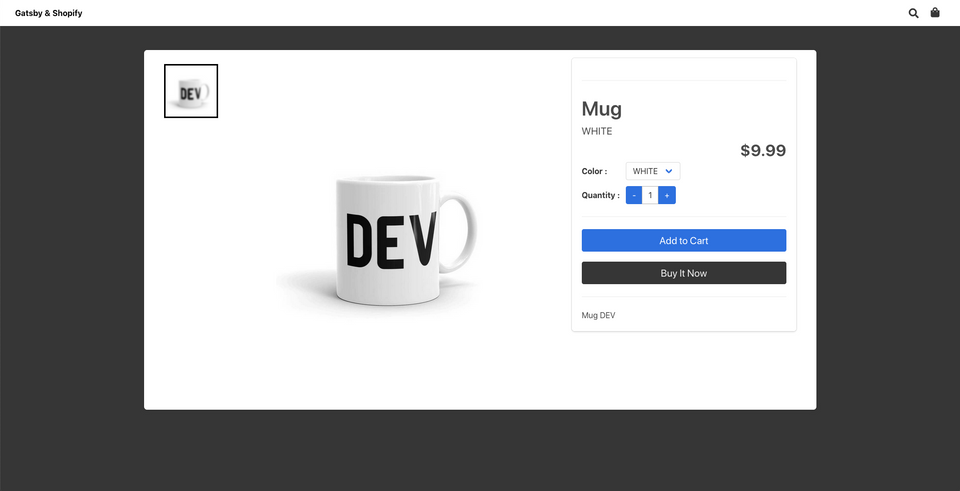 Gatsby & Shopify
DEV
DEV
Mug
WHITE
$9.99
Color : WHITE
Quantity : - 1 +
Add to Cart
Buy It Now
Mug DEV